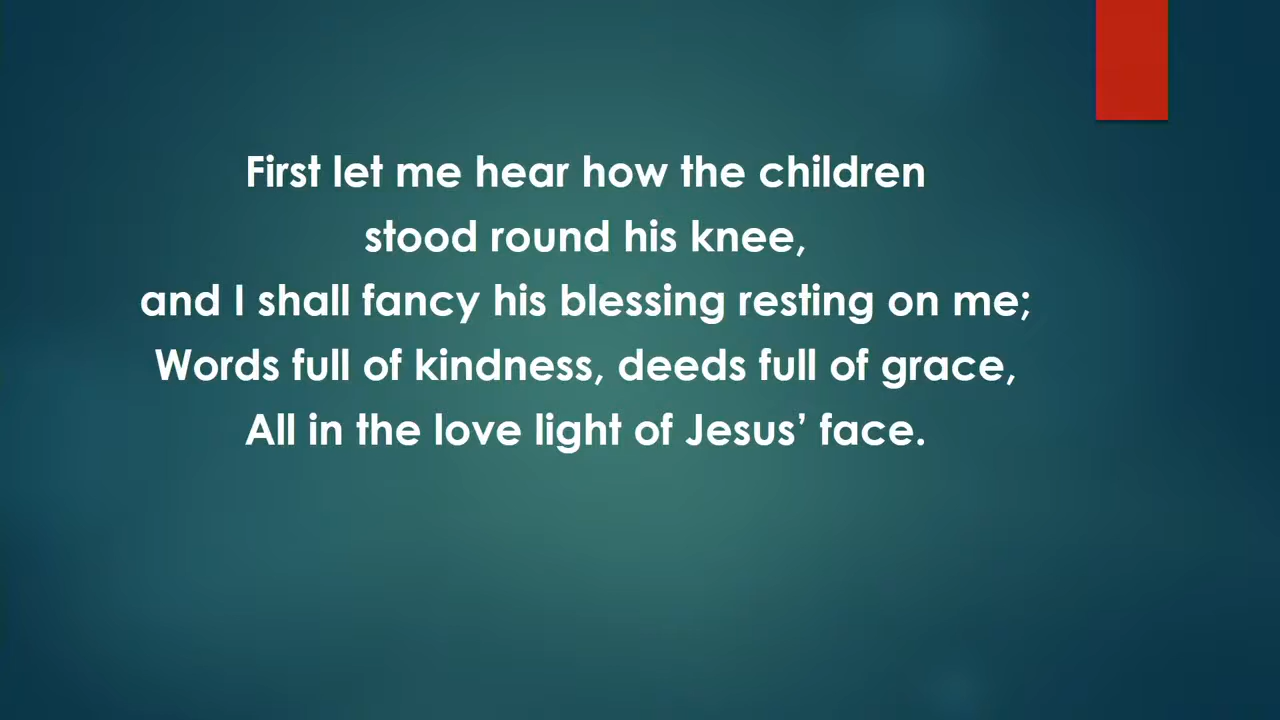 First let me hear how the children
stood round his knee,
and I shall fancy his blessing resting on me;
Words full of kindness, deeds full of grace,
All in the love light of Jesus’ face.